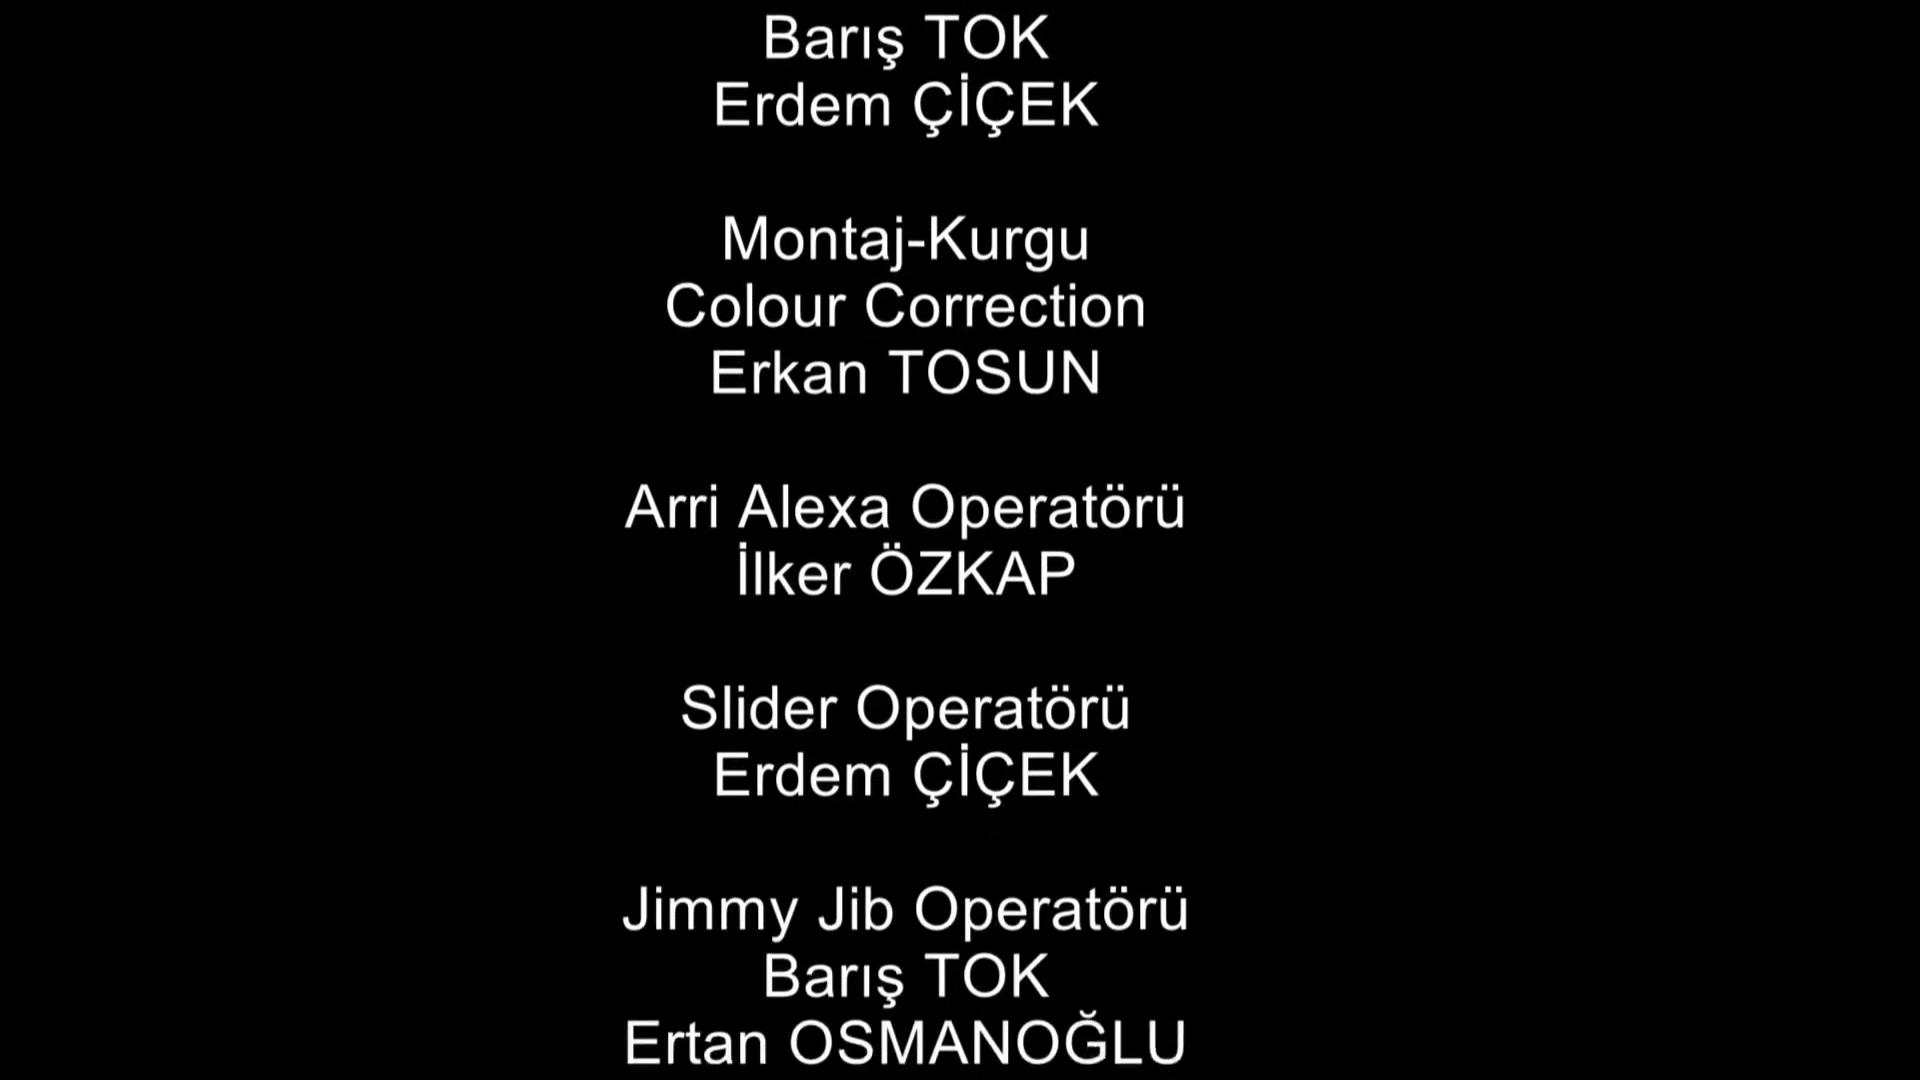 Barış TOK
Erdem ÇİÇEK
Montaj-Kurgu
Colour Correction
Erkan TOSUN
Arri Alexa Operatörü
İlker ÖZKAP
Slider Operatörü
Erdem ÇİÇEK
Jimmy Jib Operatörü
Barış TOK
Ertan OSMANOĞLU